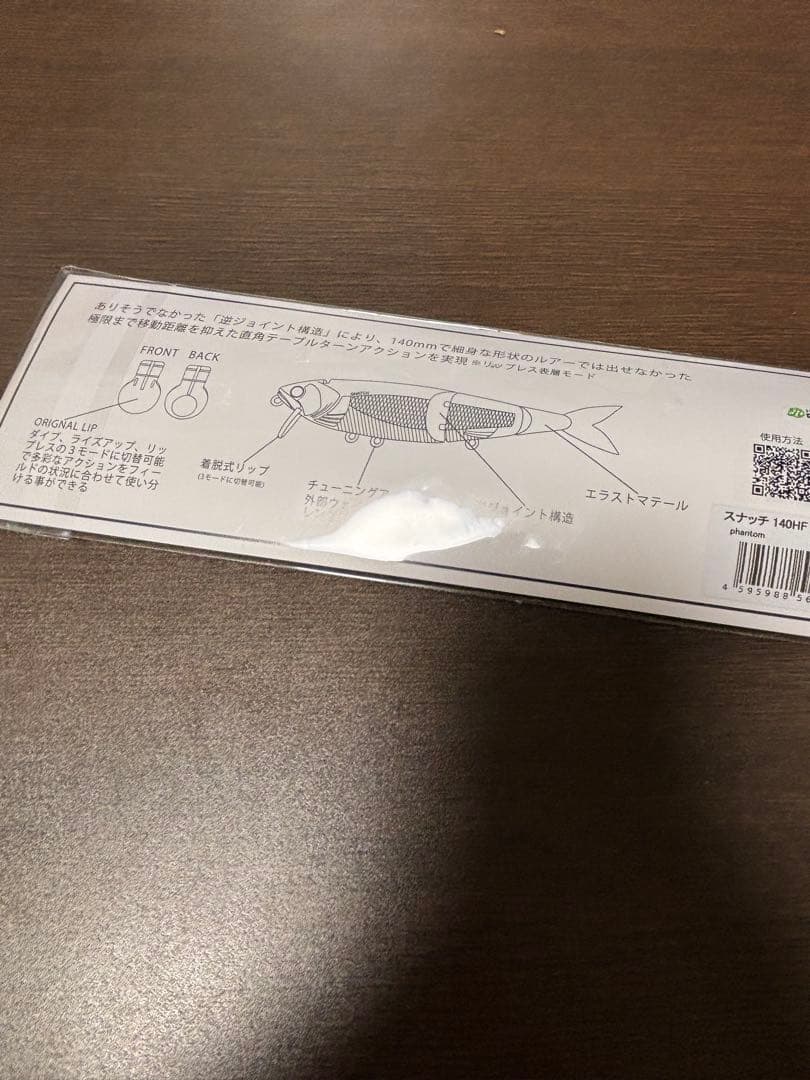 ありそうでなかった「逆ジョイント構造」により、140mmで細身な形状のルアーでは出せなかった
極限まで移動距離を抑えた直角テーブルターンアクションを実現 ※リップレス表層モード
FRONT BACK
ORIGNAL LIP
ダイブ、ライズアップ、リッ
プレスの3モードに切替可能
で多彩なアクションをフィー
ルドの状況に合わせて使い分
ける事ができる
着脱式リップ
(3モードに切替可能)
チューニングア
外部ウェ
ジョイント構造
エラストマテール
使用方法
スナッチ 140HF
phantom
4 595988 56